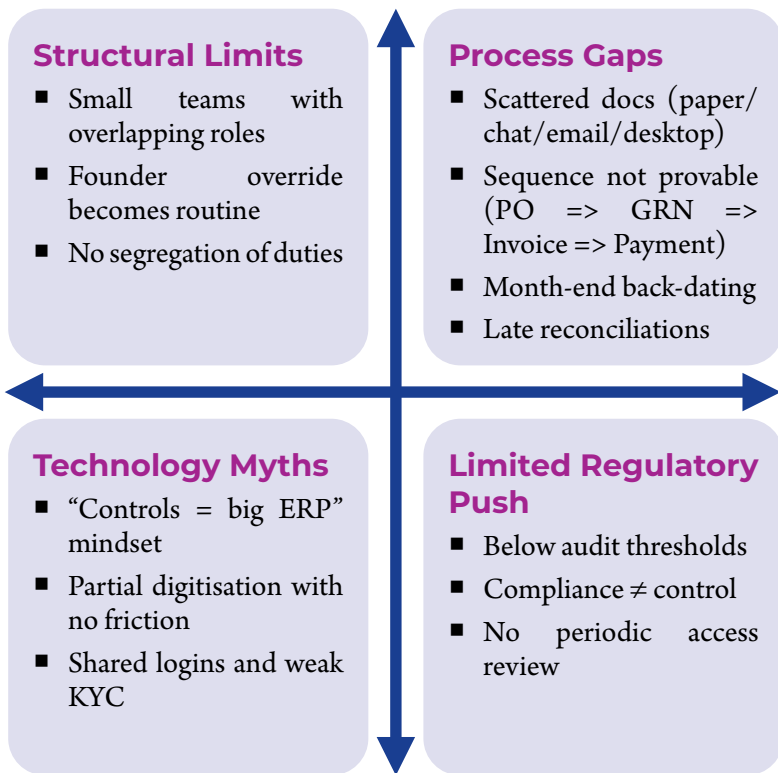 Structural Limits
■ Small teams with
overlapping roles
■ Founder override
becomes routine
■ No segregation of duties
Process Gaps
■ Scattered docs (paper/
chat/email/desktop)
■ Sequence not provable
(PO => GRN =>
Invoice => Payment)
■ Month-end back-dating
■ Late reconciliations
Technology Myths
■ “Controls = big ERP”
mindset
■ Partial digitisation with
no friction
■ Shared logins and weak
KYC
Limited Regulatory
Push
■ Below audit thresholds
■ Compliance ≠ control
■ No periodic access
review